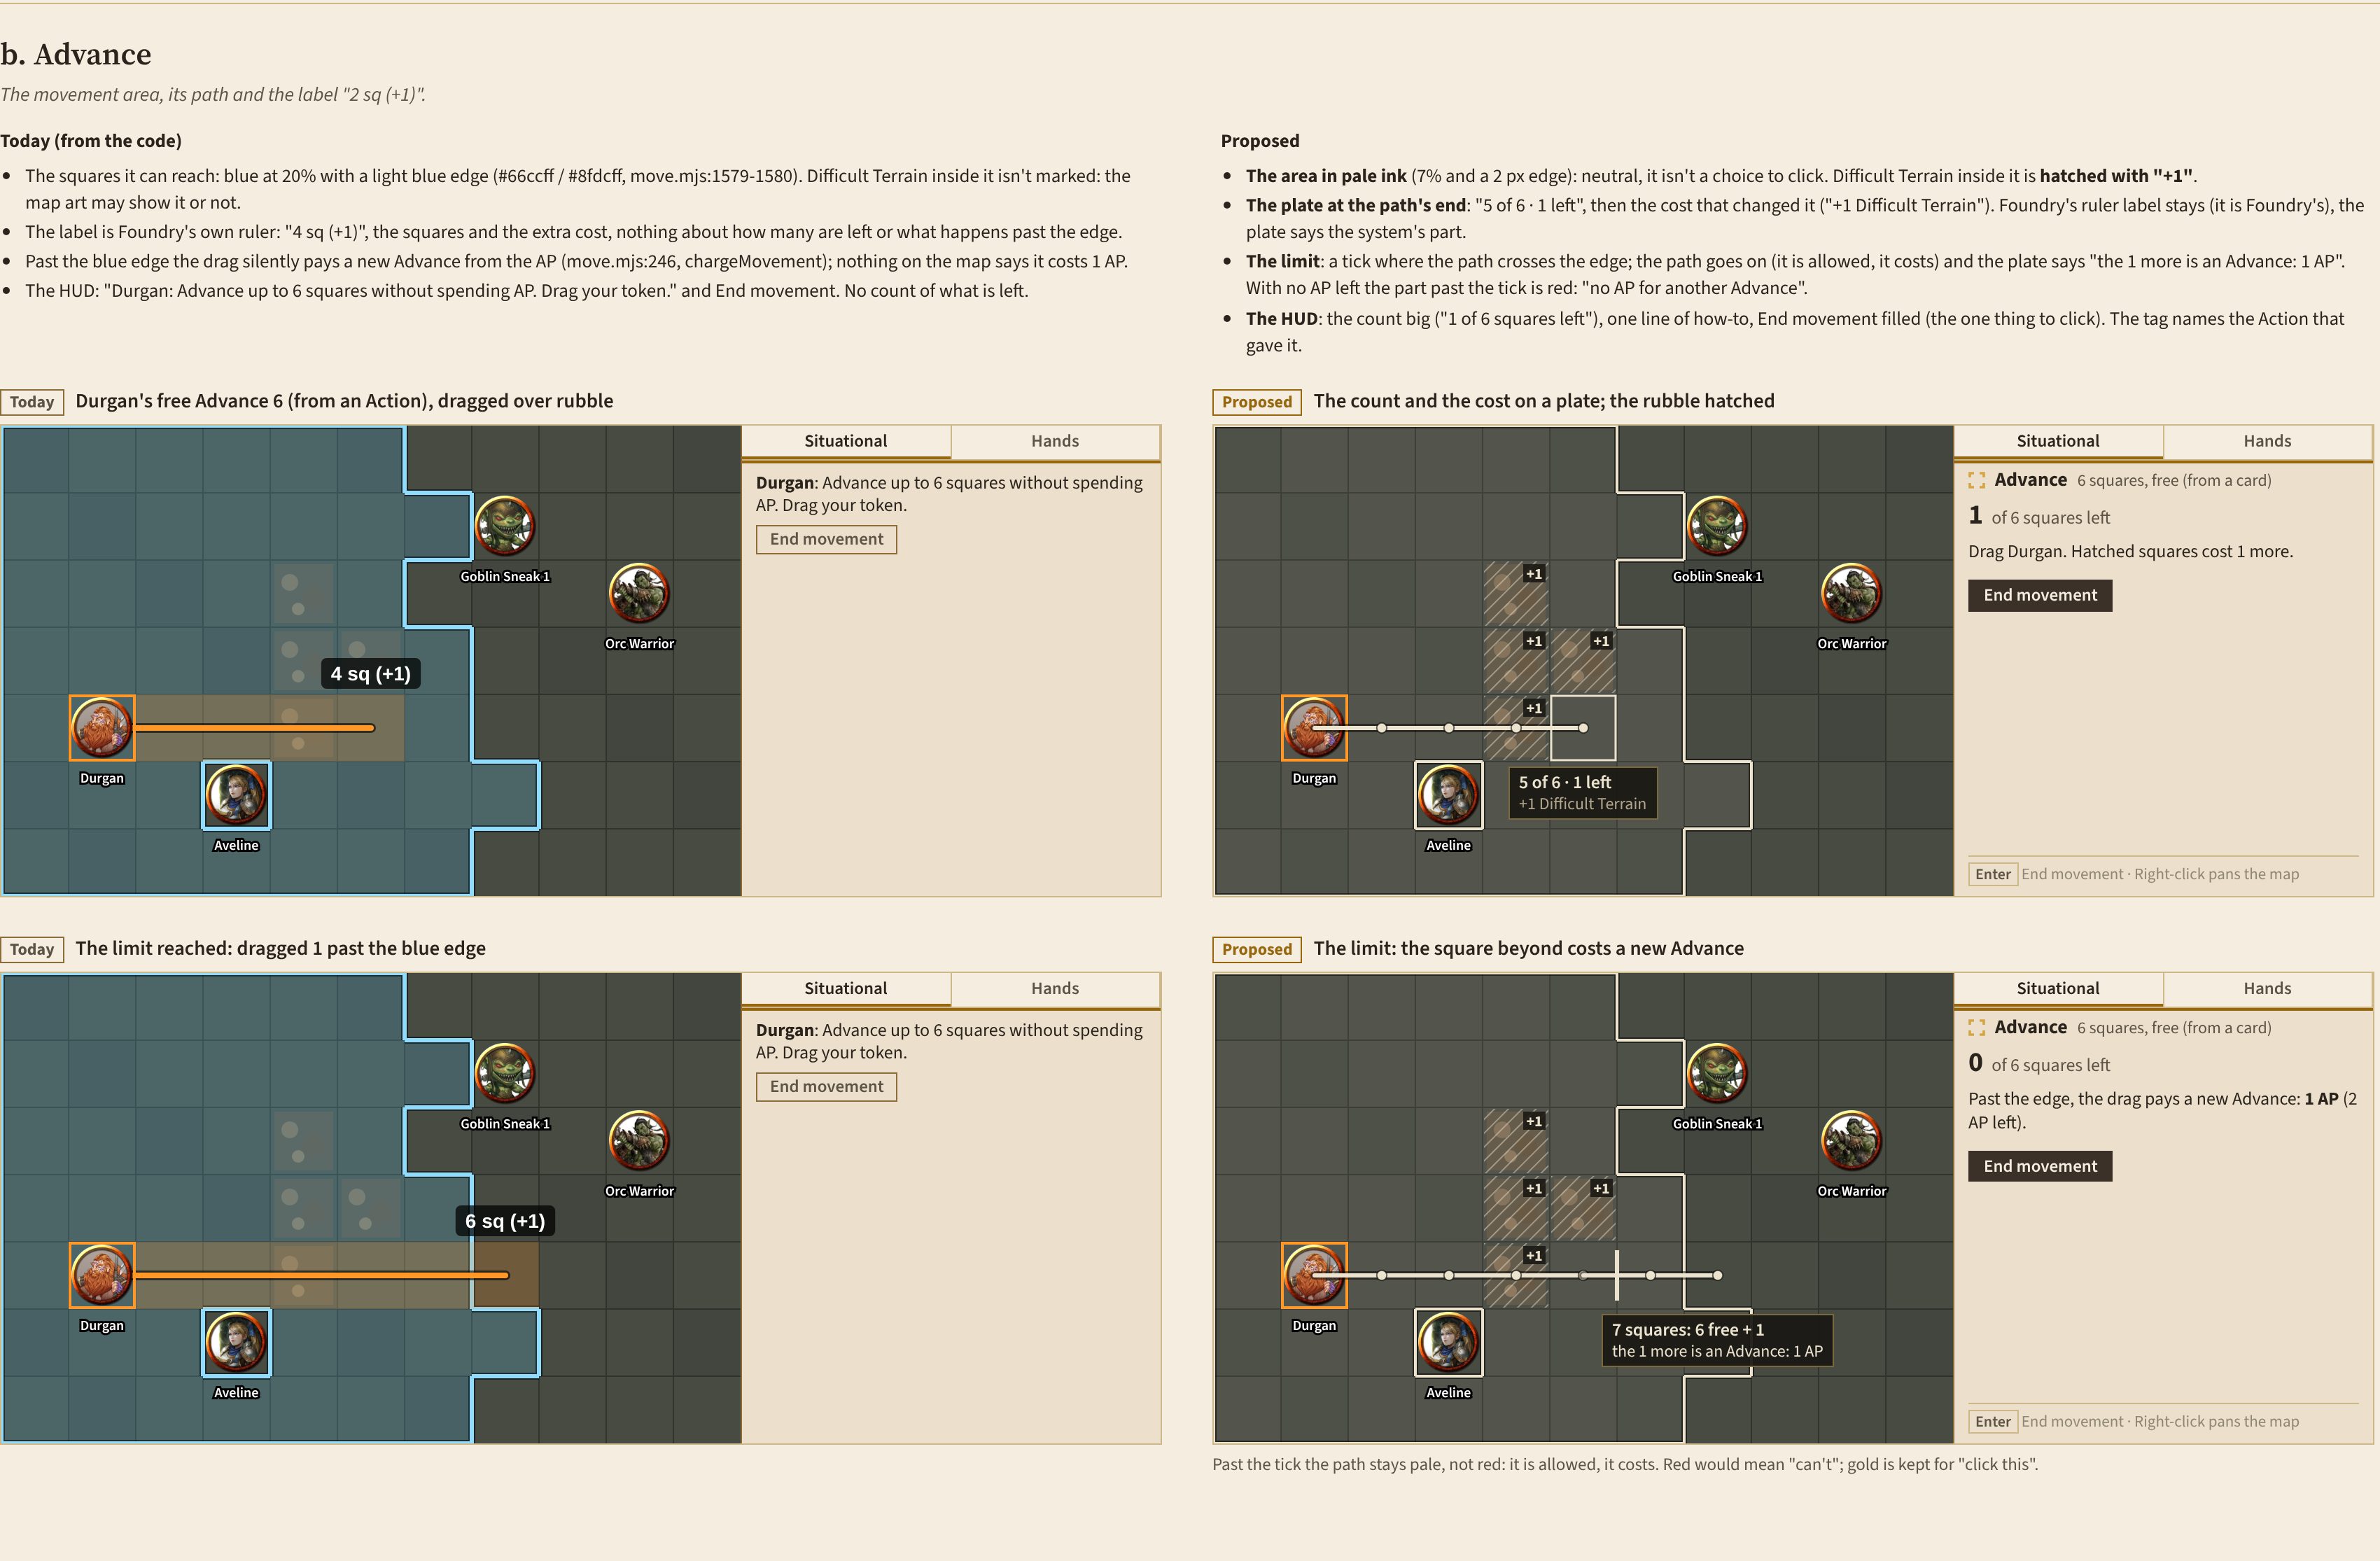 b. Advance
The movement area, its path and the label "2 sq (+1)".
Today (from the code)
The squares it can reach: blue at 20% with a light blue edge (#66ccff / #8fdcff, move.mjs:1579-1580). Difficult Terrain inside it isn't marked: the
map art may show it or not.
The label is Foundry's own ruler: "4 sq (+1)", the squares and the extra cost, nothing about how many are left or what happens past the edge.
Past the blue edge the drag silently pays a new Advance from the AP (move.mjs:246, chargeMovement); nothing on the map says it costs 1 AP.
The HUD: "Durgan: Advance up to 6 squares without spending AP. Drag your token." and End movement. No count of what is left.
Proposed
The area in pale ink (7% and a 2 px edge): neutral, it isn't a choice to click. Difficult Terrain inside it is hatched with "+1".
The plate at the path's end: "5 of 6 · 1 left", then the cost that changed it ("+1 Difficult Terrain"). Foundry's ruler label stays (it is Foundry's), the
plate says the system's part.
The limit: a tick where the path crosses the edge; the path goes on (it is allowed, it costs) and the plate says "the 1 more is an Advance: 1 AP".
With no AP left the part past the tick is red: "no AP for another Advance".
The HUD: the count big ("1 of 6 squares left"), one line of how-to, End movement filled (the one thing to click). The tag names the Action that
gave it.
Today Durgan's free Advance 6 (from an Action), dragged over rubble
Situational Hands
Durgan: Advance up to 6 squares without spending
AP. Drag your token.
End movement
Goblin Sneak 1
Orc Warrior
4 sq (+1)
Durgan
Aveline
Proposed The count and the cost on a plate; the rubble hatched
Situational Hands
Advance 6 squares, free (from a card)
1 of 6 squares left
Drag Durgan. Hatched squares cost 1 more.
End movement
Goblin Sneak 1
+1
Orc Warrior
+1 +1
+1
Durgan
5 of 6 · 1 left
+1 Difficult Terrain
Aveline
Enter End movement · Right-click pans the map
Today The limit reached: dragged 1 past the blue edge
Situational Hands
Durgan: Advance up to 6 squares without spending
AP. Drag your token.
End movement
Goblin Sneak 1
Orc Warrior
6 sq (+1)
Durgan
Aveline
Proposed The limit: the square beyond costs a new Advance
Situational Hands
Advance 6 squares, free (from a card)
0 of 6 squares left
Past the edge, the drag pays a new Advance: 1 AP (2
AP left).
End movement
Goblin Sneak 1
+1
Orc Warrior
+1 +1
+1
Durgan
7 squares: 6 free + 1
the 1 more is an Advance: 1 AP
Aveline
Enter End movement · Right-click pans the map
Past the tick the path stays pale, not red: it is allowed, it costs. Red would mean "can't"; gold is kept for "click this".